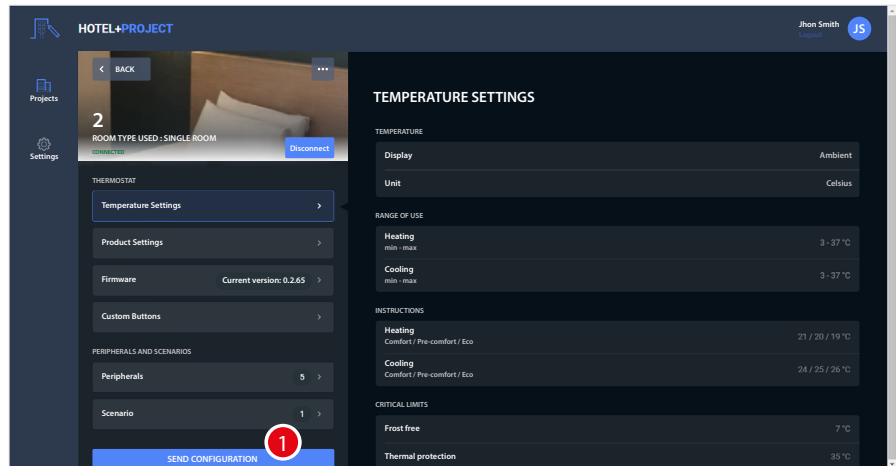 HOTEL+PROJECT
Jhon Smith
Logout
JS
Projects
Settings
BACK
2
ROOM TYPE USED : SINGLE ROOM
CONNECTED
Disconnect
THERMOSTAT
Temperature Settings
Product Settings
Firmware Current version: 0.2.65
Custom Buttons
PERIPHERALS AND SCENARIOS
Peripherals 5
Scenario 1
SEND CONFIGURATION
1
TEMPERATURE SETTINGS
TEMPERATURE
Display Ambient
Unit Celsius
RANGE OF USE
Heating
min - max
3 - 37 °C
Cooling
min - max
3 - 37 °C
INSTRUCTIONS
Heating
Comfort / Pre-comfort / Eco
21 / 20 / 19 °C
Cooling
Comfort / Pre-comfort / Eco
24 / 25 / 26 °C
CRITICAL LIMITS
Frost free 7 °C
Thermal protection 35 °C